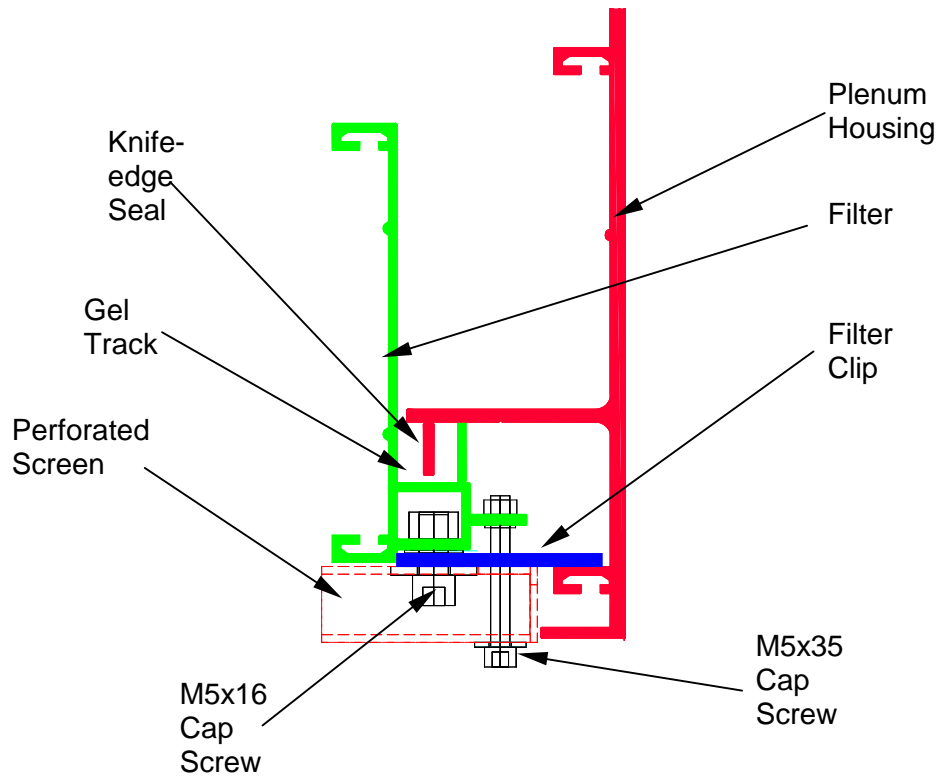 Plenum
Housing
Knife-
edge
Seal
Filter
Gel
Track
Filter
Clip
Perforated
Screen
M5x35
Cap
Screw
M5x16
Cap
Screw